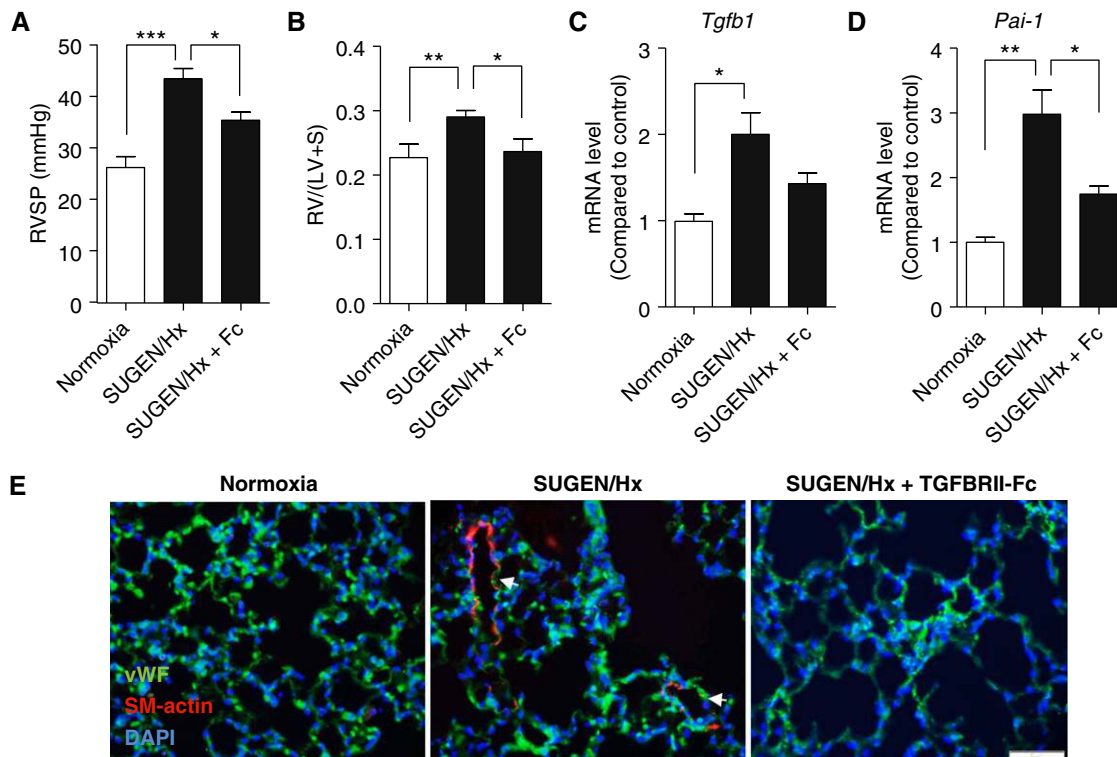 A
***
*
RVSP (mmHg)
50
40
30
20
10
0
Normoxia
SUGEN/Hx
SUGEN/Hx + Fc
B
**
*
RV/(LV+S)
0.4
0.3
0.2
0.1
0.0
Normoxia
SUGEN/Hx
SUGEN/Hx + Fc
C
Tgfb1
*
mRNA level
(Compared to control)
3
2
1
0
Normoxia
SUGEN/Hx
SUGEN/Hx + Fc
D
Pai-1
**
*
mRNA level
(Compared to control)
4
3
2
1
0
Normoxia
SUGEN/Hx
SUGEN/Hx + Fc
E
Normoxia
SUGEN/Hx
SUGEN/Hx + TGFBRII-Fc
vWF
SM-actin
DAPI